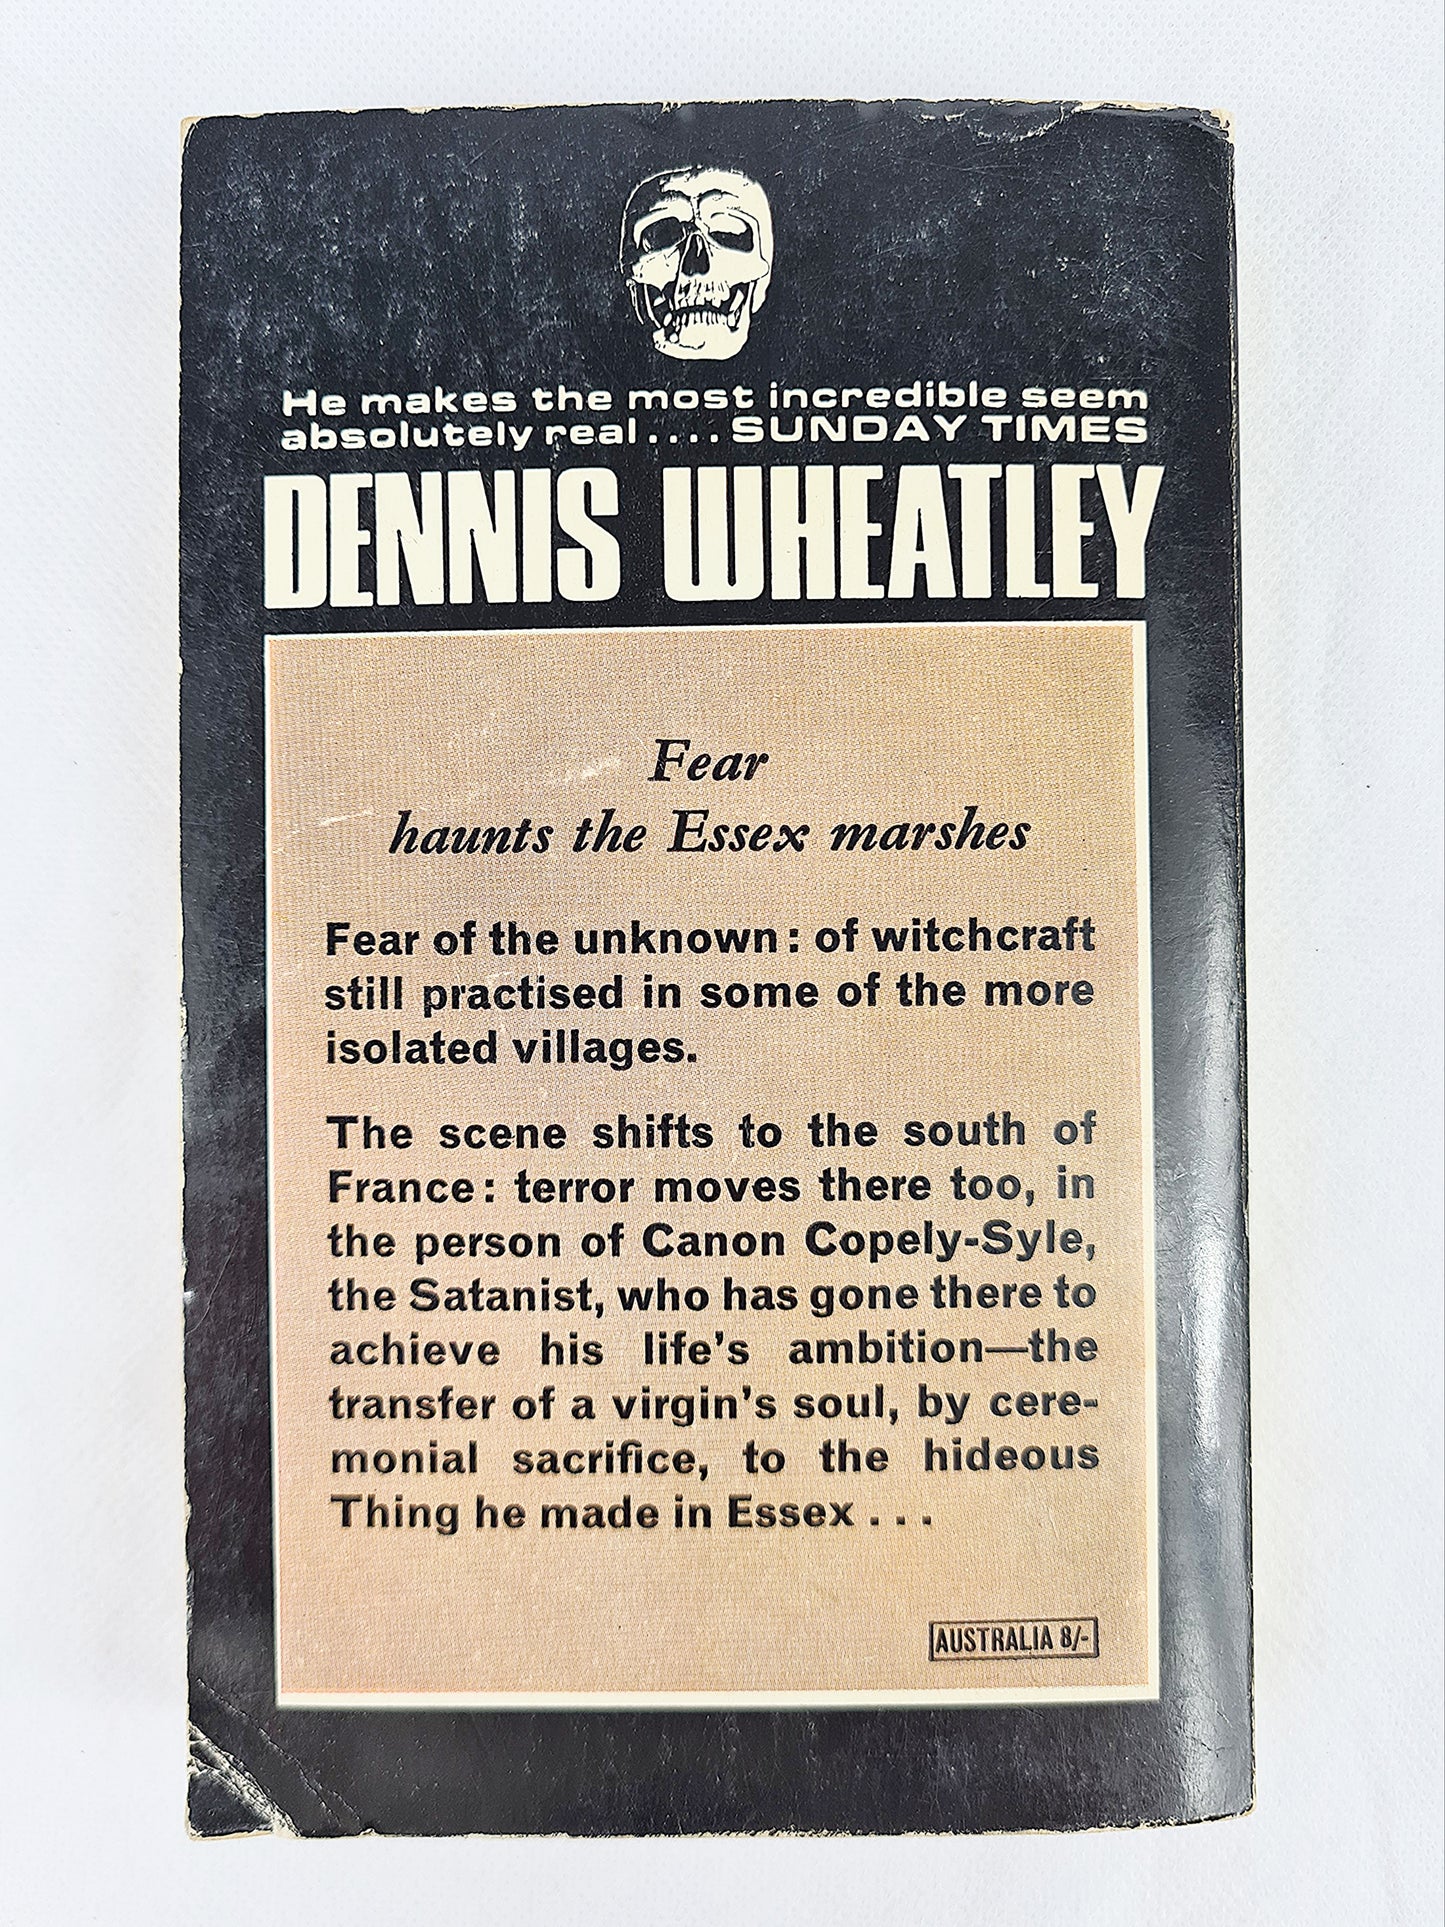 He makes the most incredible seem
absolutely real.... SUNDAY TIMES
DENNIS WHEATLEY
Fear
haunts the Essex marshes
Fear of the unknown: of witchcraft
still practised in some of the more
isolated villages.
The scene shifts to the south of
France: terror moves there too, in
the person of Canon Copely-Syle,
the Satanist, who has gone there to
achieve his life's ambition—the
transfer of a virgin's soul, by cere-
monial sacrifice, to the hideous
Thing he made in Essex...
AUSTRALIA 8/-